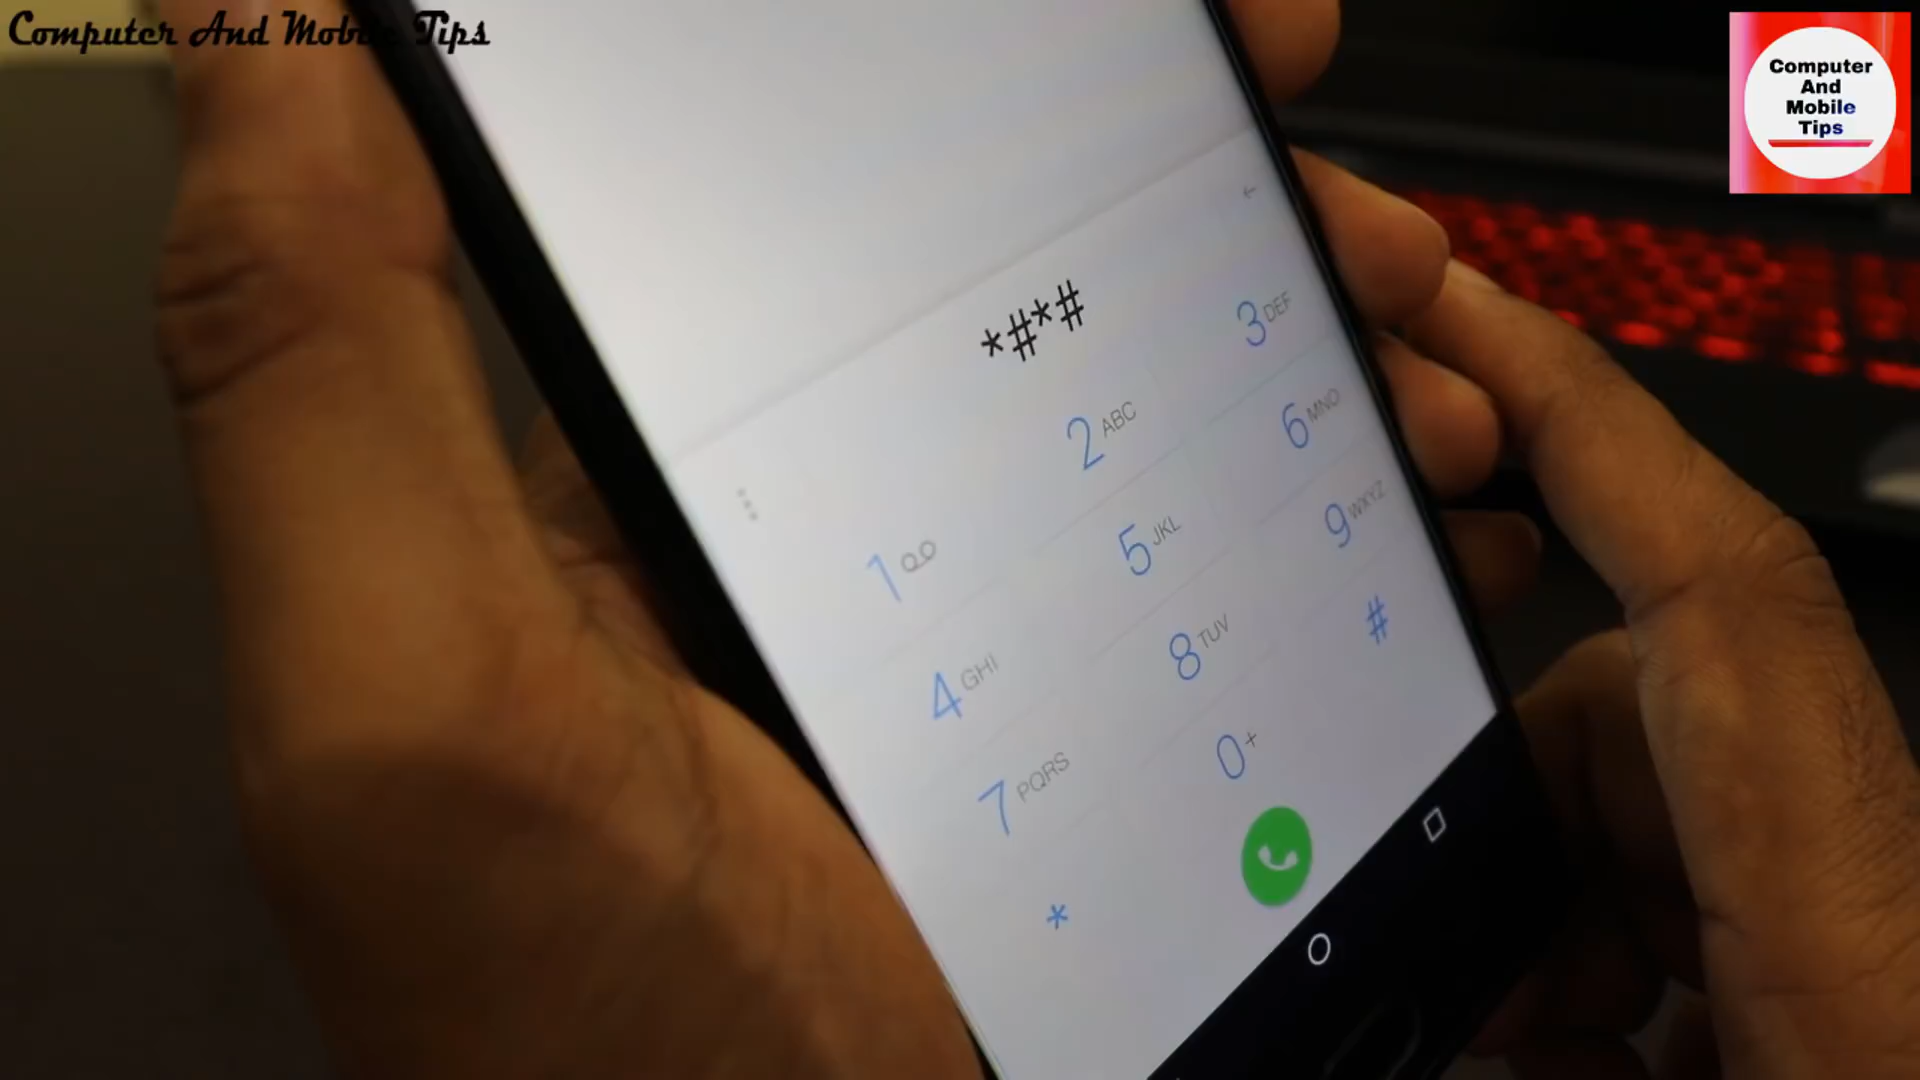 Computer And Mobile Tips
Computer
And
Mobile
Tips
*#*#
1
2 ABC
3 DEF
4 GHI
5 JKL
6 MNO
7 PQRS
8 TUV
9 WXYZ
*
0 +
#